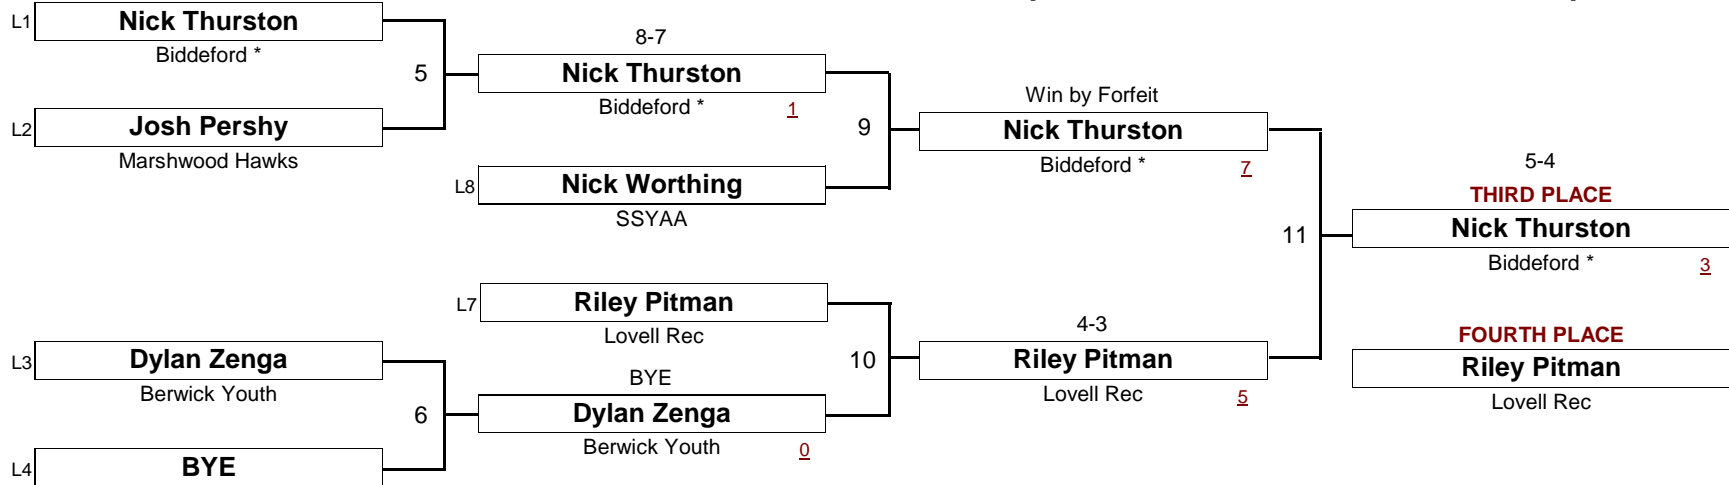 L1 Nick Thurston
Biddeford *
5
L2 Josh Pershy
Marshwood Hawks
8-7
Nick Thurston
Biddeford * 1
9
L8 Nick Worthing
SSYAA
Win by Forfeit
Nick Thurston
Biddeford * 7
L3 Dylan Zenga
Berwick Youth
6
L4 BYE
L7 Riley Pitman
Lovell Rec
10
BYE
Dylan Zenga
Berwick Youth 0
4-3
Riley Pitman
Lovell Rec 5
11
5-4
THIRD PLACE
Nick Thurston
Biddeford * 3
FOURTH PLACE
Riley Pitman
Lovell Rec